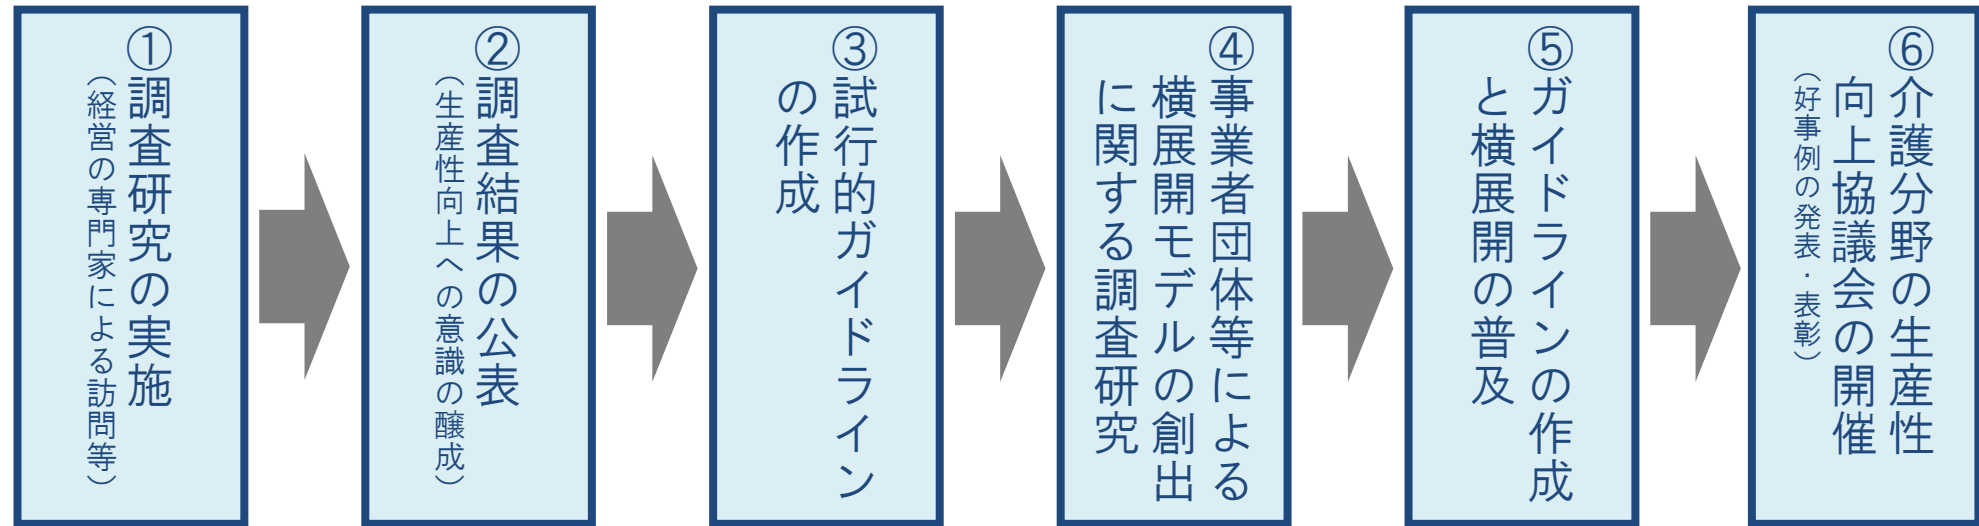 ①調査研究の実施
（経営の専門家による訪問等）
②調査結果の公表
（生産性向上への意識の醸成）
③試行的ガイドライン
の作成
④事業者団体等による
横展開モデルの創出
に関する調査研究
⑤ガイドラインの作成
と横展開の普及
⑥介護分野の生産性
向上協議会の開催
（好事例の発表・表彰）